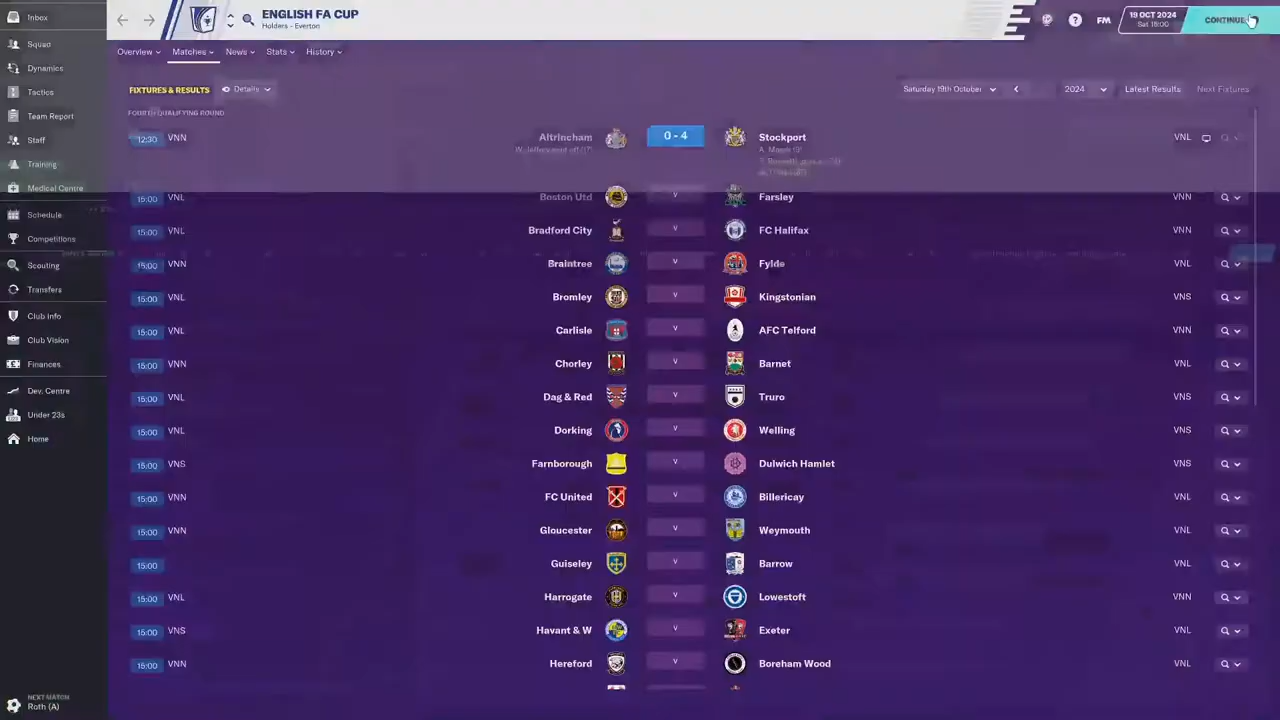 Inbox
Squad
Dynamics
Tactics
Team Report
Staff
Training
Medical Centre
Schedule
Competitions
Scouting
Transfers
Club Info
Club Vision
Finances
Dev. Centre
Under 23s
Home
NEXT MATCH
Roth (A)
ENGLISH FA CUP
Holders - Everton
? FM 19 OCT 2024 CONTINUE
Sat 15:00
Overview Matches News Stats History
FIXTURES & RESULTS Details Saturday 19th October 2024 Latest Results Next Fixtures
FOURTH QUALIFYING ROUND
12:30 VNN Altrincham 0 - 4 Stockport VNL
15:00 VNL Boston Utd v Farsley VNN
15:00 VNL Bradford City v FC Halifax VNN
15:00 VNN Braintree v Fylde VNL
15:00 VNL Bromley v Kingstonian VNS
15:00 VNL Carlisle v AFC Telford VNN
15:00 VNN Chorley v Barnet VNL
15:00 VNL Dag & Red v Truro VNS
15:00 VNL Dorking v Welling VNS
15:00 VNS Farnborough v Dulwich Hamlet VNS
15:00 VNN FC United v Billericay VNL
15:00 VNN Gloucester v Weymouth VNL
15:00 Guiseley v Barrow VNL
15:00 VNL Harrogate v Lowestoft VNN
15:00 VNS Havant & W v Exeter VNL
15:00 VNN Hereford v Boreham Wood VNL